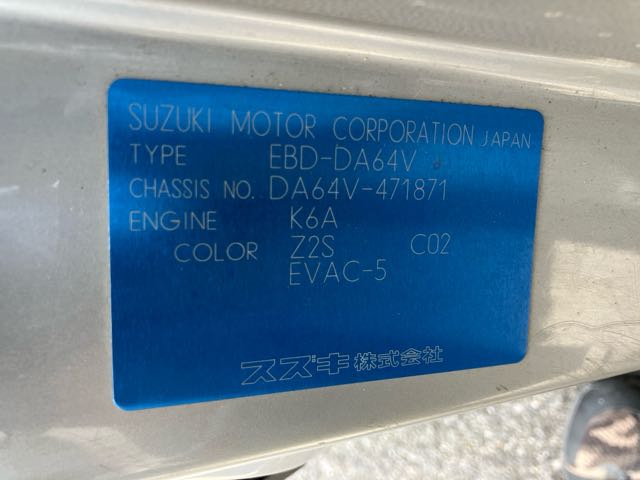 SUZUKI MOTOR CORPORATION JAPAN
TYPE EBD-DA64V
CHASSIS NO. DA64V-471871
ENGINE K6A
COLOR Z2S C02
EVAC-5
スズキ株式会社